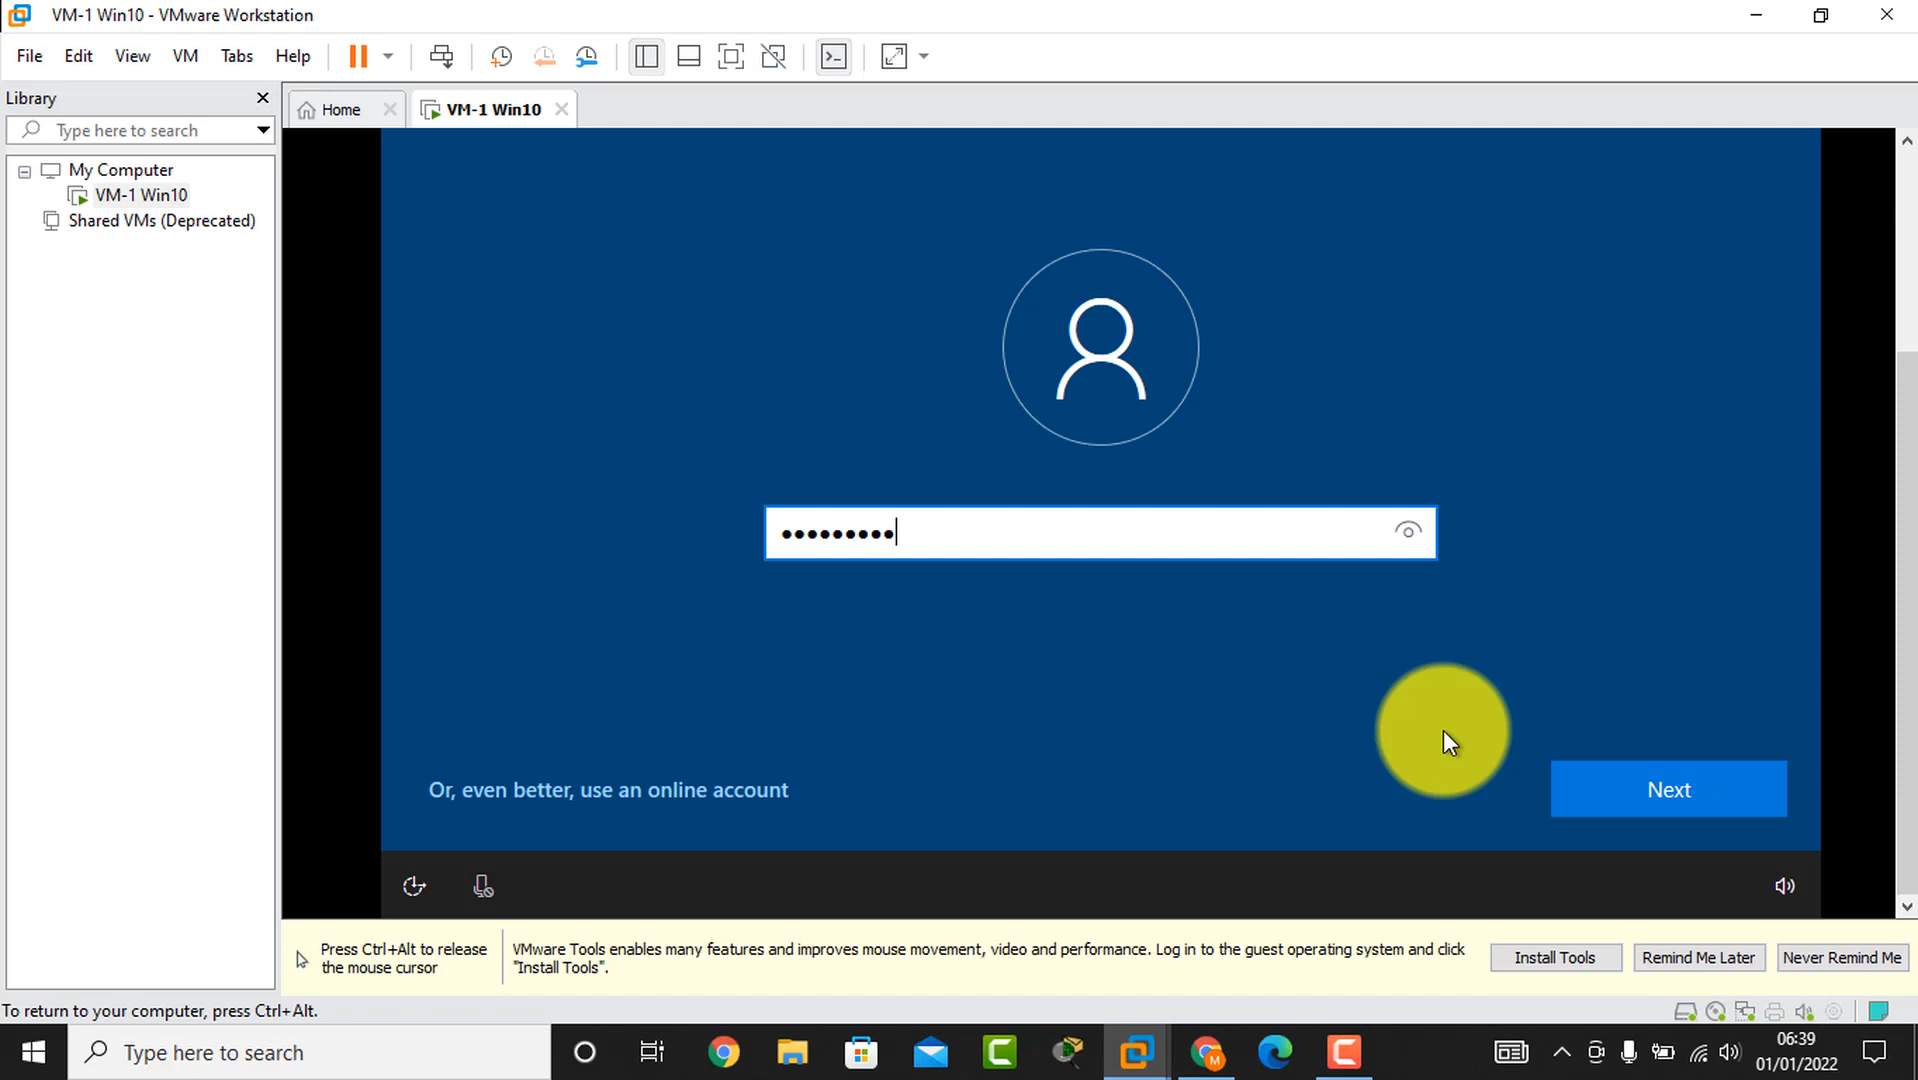 VM-1 Win10 - VMware Workstation
File Edit View VM Tabs Help
Library
Type here to search
My Computer
VM-1 Win10
Shared VMs (Deprecated)
Home
VM-1 Win10
•••••••••
Or, even better, use an online account
Next
Press Ctrl+Alt to release
the mouse cursor
VMware Tools enables many features and improves mouse movement, video and performance. Log in to the guest operating system and click
"Install Tools".
Install Tools
Remind Me Later
Never Remind Me
To return to your computer, press Ctrl+Alt.
Type here to search
M
06:39
01/01/2022